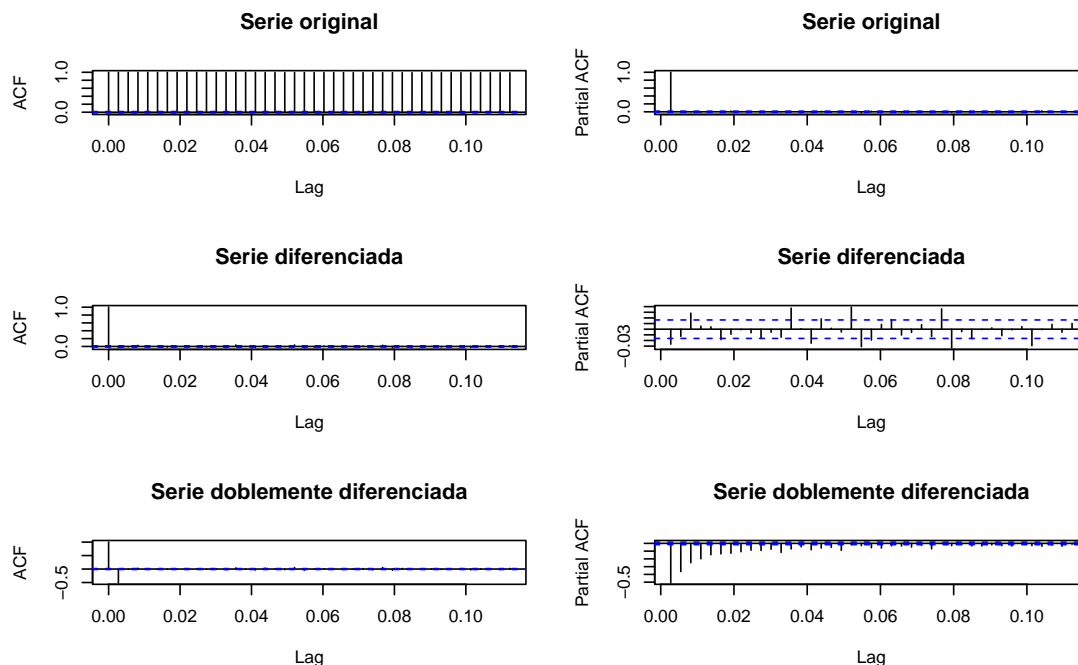 Serie original
ACF
0.0 1.0
0.00 0.02 0.04 0.06 0.08 0.10
Lag
Serie original
Partial ACF
0.0 1.0
0.00 0.02 0.04 0.06 0.08 0.10
Lag
Serie diferenciada
ACF
0.0 1.0
0.00 0.02 0.04 0.06 0.08 0.10
Lag
Serie diferenciada
Partial ACF
−0.03
0.00 0.02 0.04 0.06 0.08 0.10
Lag
Serie doblemente diferenciada
ACF
−0.5
0.00 0.02 0.04 0.06 0.08 0.10
Lag
Serie doblemente diferenciada
Partial ACF
−0.5
0.00 0.02 0.04 0.06 0.08 0.10
Lag